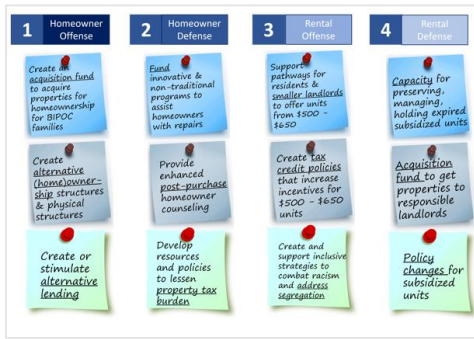 1 Homeowner
Offense
2 Homeowner
Defense
3 Rental
Offense
4 Rental
Defense
Create an
acquisition fund
to acquire
properties for
homeownership
for BIPOC
families
Fund
innovative &
non-traditional
programs to
assist
homeowners
with repairs
Support
pathways for
residents &
smaller landlords
to offer units
from $500 -
$650
Capacity for
preserving,
managing,
holding expired
subsidized units
Create
alternative
(home)owner-
ship structures
& physical
structures
Provide
enhanced
post-purchase
homeowner
counseling
Create tax
credit policies
that increase
incentives for
$500 - $650
units
Acquisition
fund to get
properties to
responsible
landlords
Create or
stimulate
alternative
lending
Develop
resources
and policies
to lessen
property tax
burden
Create and
support inclusive
strategies to
combat racism
and address
segregation
Policy
changes for
subsidized
units